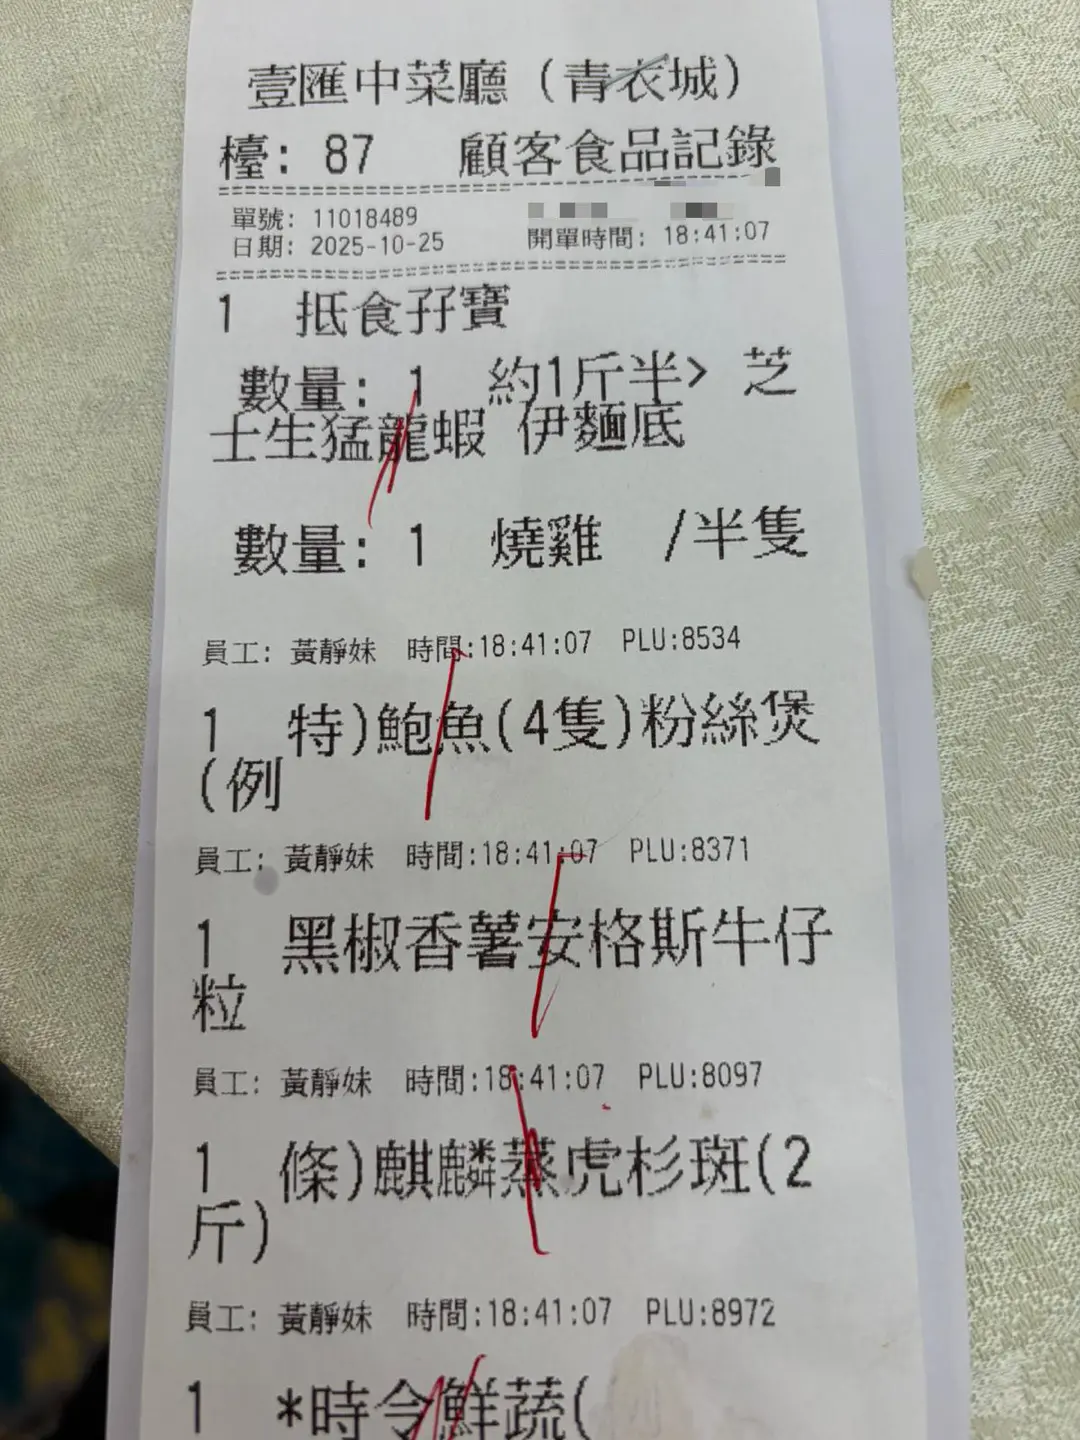 壹匯中菜廳（青衣城）
檯: 87 顧客食品記錄
單號: 11018489
日期: 2025-10-25 開單時間: 18:41:07
1 抵食孖寶
數量: 1 約1斤半> 芝
士生猛龍蝦 伊麵底
數量: 1 燒雞 /半隻
員工: 黃靜妹 時間:18:41:07 PLU:8534
1 特)鮑魚(4隻)粉絲煲
(例
員工: 黃靜妹 時間:18:41:07 PLU:8371
1 黑椒香薯安格斯牛仔
粒
員工: 黃靜妹 時間:18:41:07 PLU:8097
1 條)麒麟蒸虎杉斑(2
斤)
員工: 黃靜妹 時間:18:41:07 PLU:8972
1 *時令鮮蔬(